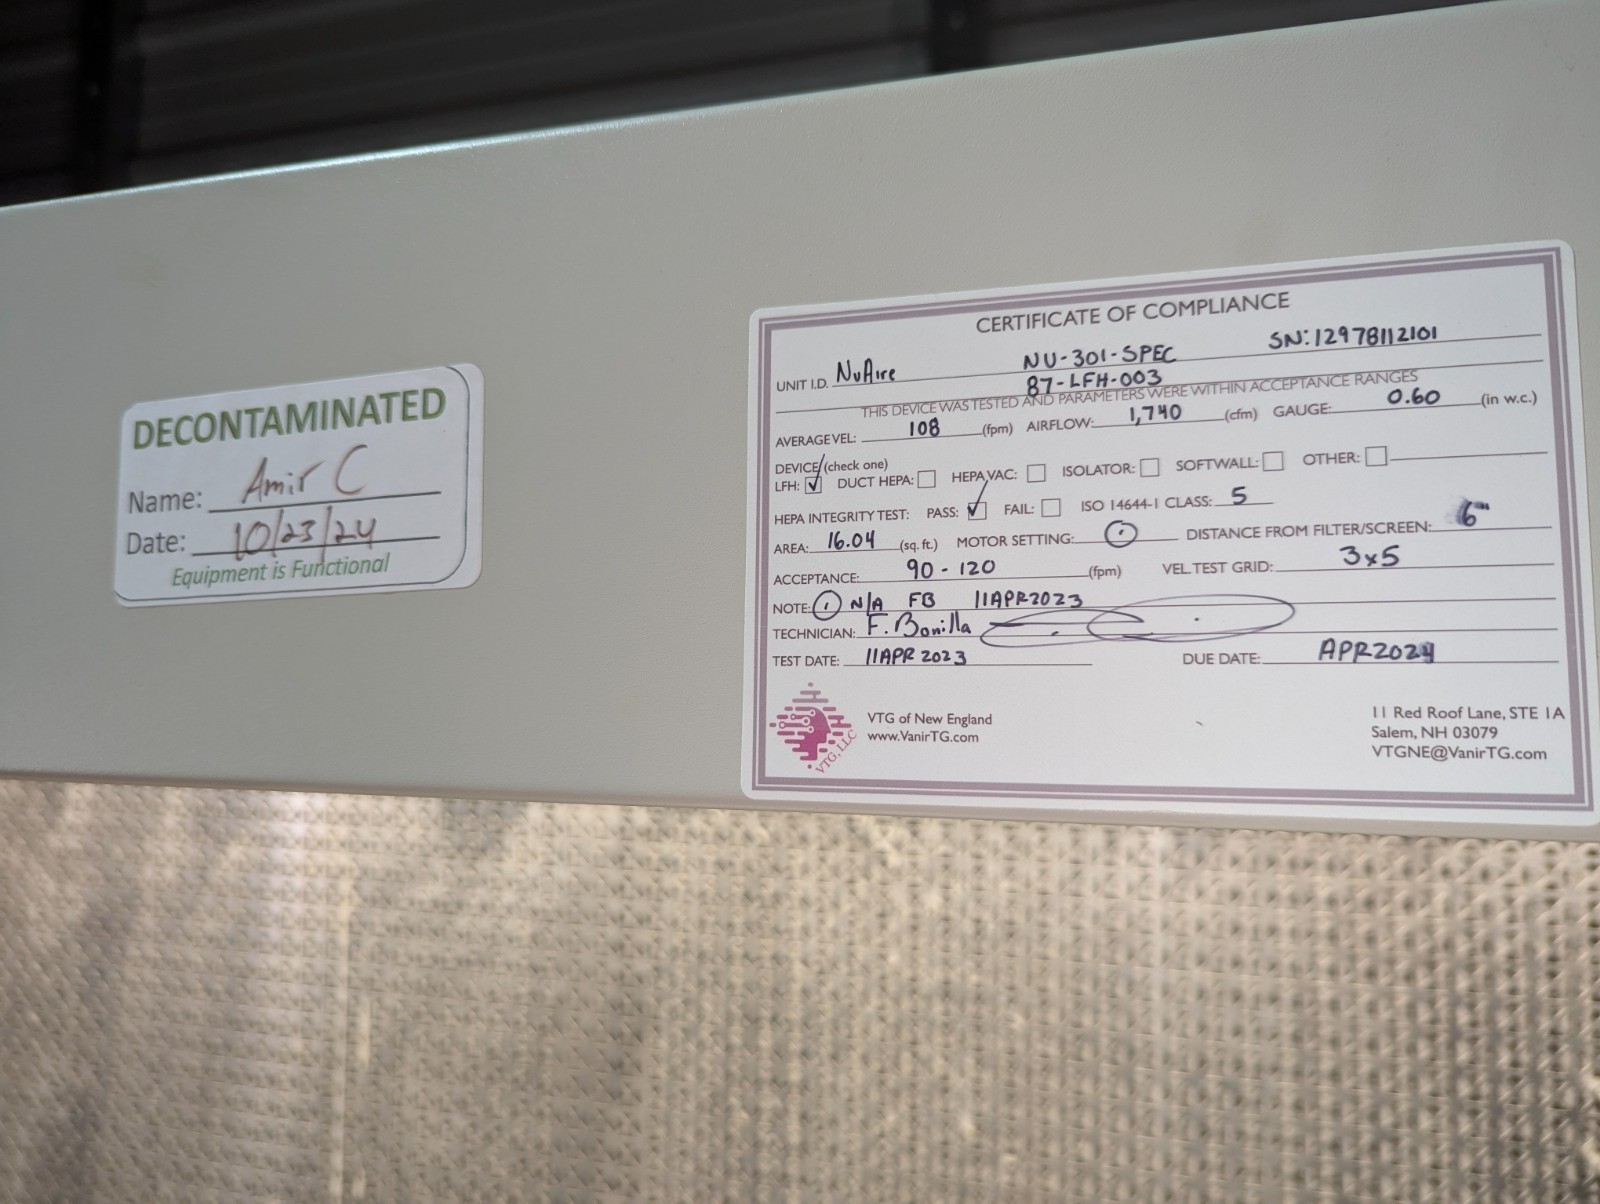 DECONTAMINATED
Name: Amir C
Date: 10/23/24
Equipment is Functional
CERTIFICATE OF COMPLIANCE
UNIT I.D. NuAire NU-301-SPEC SN: 12978112101
87-LFH-003
THIS DEVICE WAS TESTED AND PARAMETERS WERE WITHIN ACCEPTANCE RANGES
AVERAGE VEL: 108 (fpm) AIRFLOW: 1,740 (cfm) GAUGE: 0.60 (in w.c.)
DEVICE (check one)
LFH: DUCT HEPA: HEPA VAC: ISOLATOR: SOFTWALL: OTHER:
HEPA INTEGRITY TEST: PASS: FAIL: ISO 14644-1 CLASS: 5
AREA: 16.04 (sq. ft.) MOTOR SETTING: DISTANCE FROM FILTER/SCREEN: 6"
ACCEPTANCE: 90 - 120 (fpm) VEL. TEST GRID: 3x5
NOTE: 1 N/A FB 11APR2023
TECHNICIAN: F. Bonilla
TEST DATE: 11APR2023 DUE DATE: APR2024
VTG, LLC
VTG of New England
www.VanirTG.com
11 Red Roof Lane, STE 1A
Salem, NH 03079
VTGNE@VanirTG.com